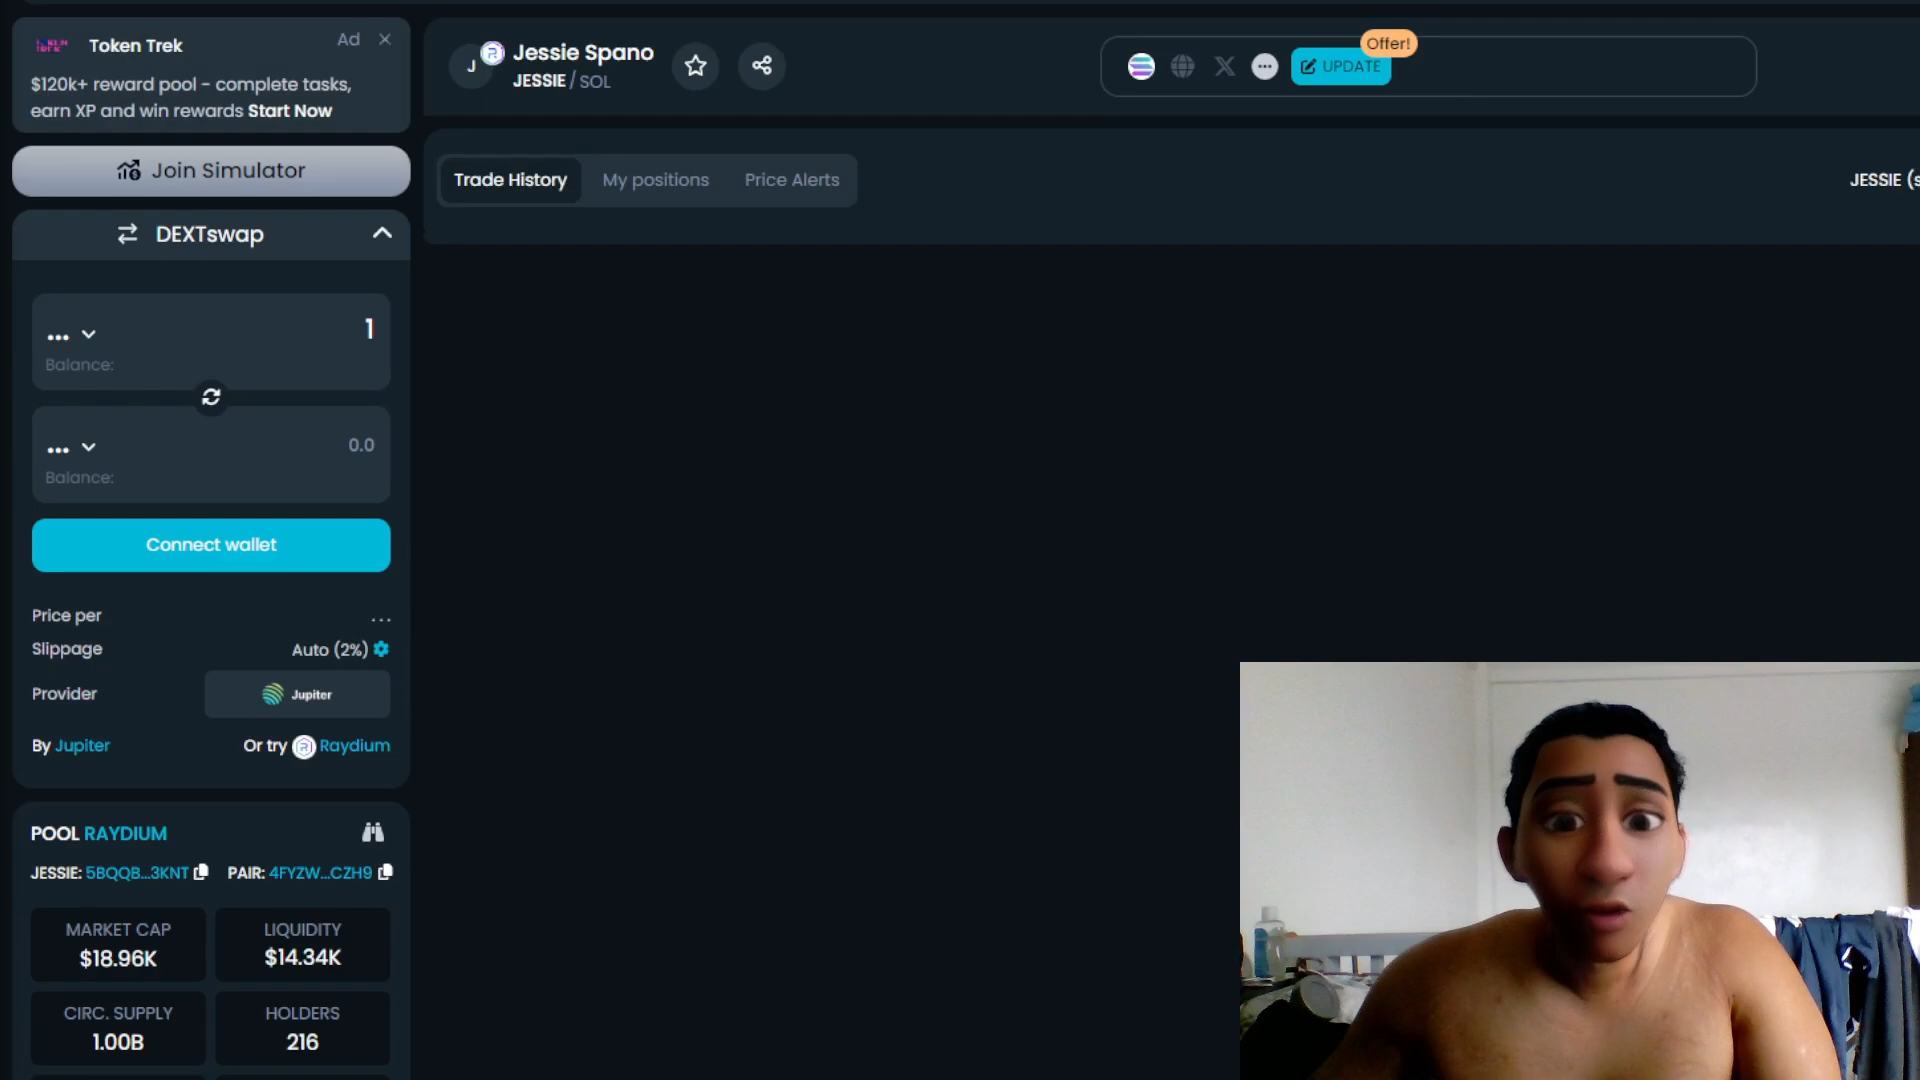 Token Trek
Ad
$120k+ reward pool - complete tasks,
earn XP and win rewards Start Now
Join Simulator
DEXTswap
... 1
Balance:
... 0.0
Balance:
Connect wallet
Price per ...
Slippage Auto (2%)
Provider Jupiter
By Jupiter Or try Raydium
POOL RAYDIUM
JESSIE: 5BQQB...3KNT PAIR: 4FYZW...CZH9
MARKET CAP LIQUIDITY
$18.96K $14.34K
CIRC. SUPPLY HOLDERS
1.00B 216
J
Jessie Spano
JESSIE / SOL
Offer!
UPDATE
Trade History My positions Price Alerts
JESSIE (s